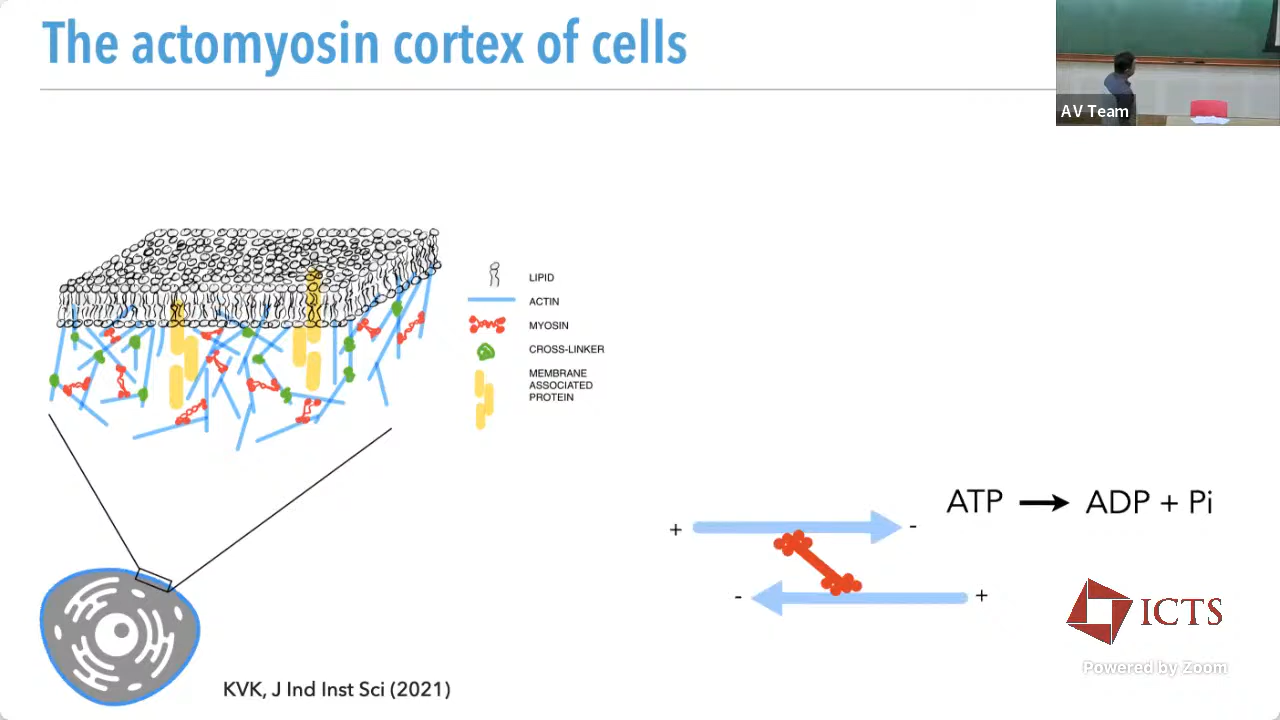 The actomyosin cortex of cells
AV Team
LIPID
ACTIN
MYOSIN
CROSS-LINKER
MEMBRANE
ASSOCIATED
PROTEIN
ATP → ADP + Pi
+ -
- +
ICTS
Powered by Zoom
KVK, J Ind Inst Sci (2021)